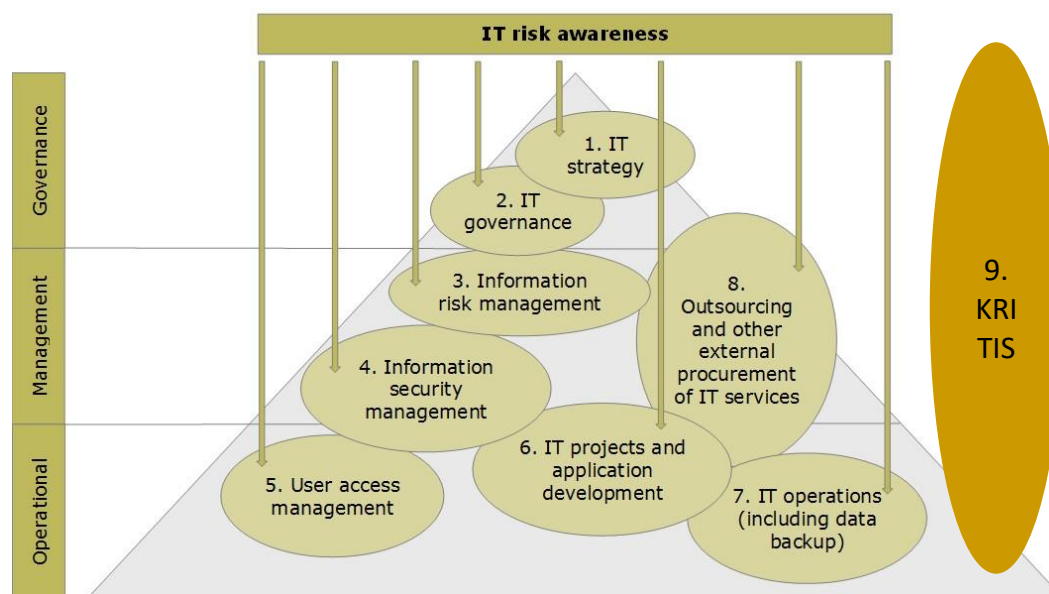 IT risk awareness
Governance
Management
Operational
1. IT
strategy
2. IT
governance
3. Information
risk management
4. Information
security
management
5. User access
management
6. IT projects and
application
development
7. IT operations
(including data
backup)
8.
Outsourcing
and other
external
procurement
of IT services
9.
KRI
TIS